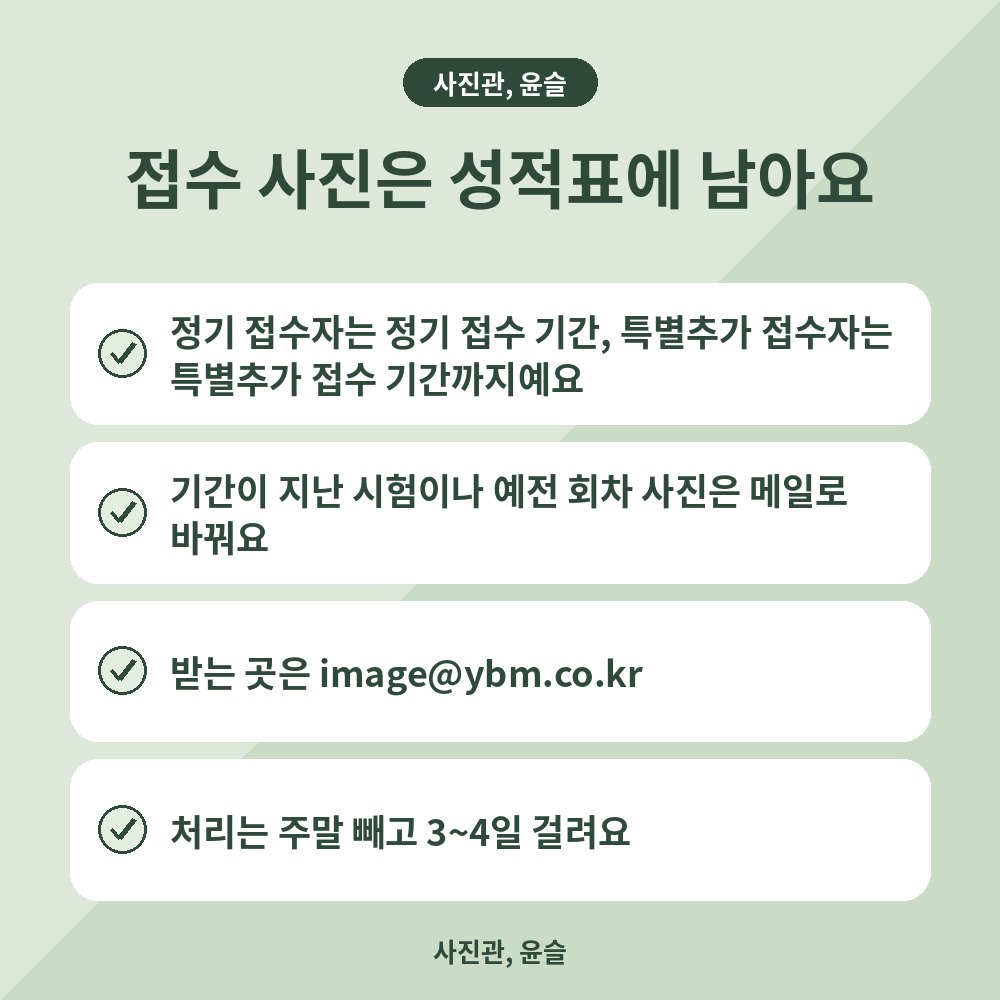 사진관, 윤슬
접수 사진은 성적표에 남아요
정기 접수자는 정기 접수 기간, 특별추가 접수자는
특별추가 접수 기간까지예요
기간이 지난 시험이나 예전 회차 사진은 메일로
바꿔요
받는 곳은 image@ybm.co.kr
처리는 주말 빼고 3~4일 걸려요
사진관, 윤슬